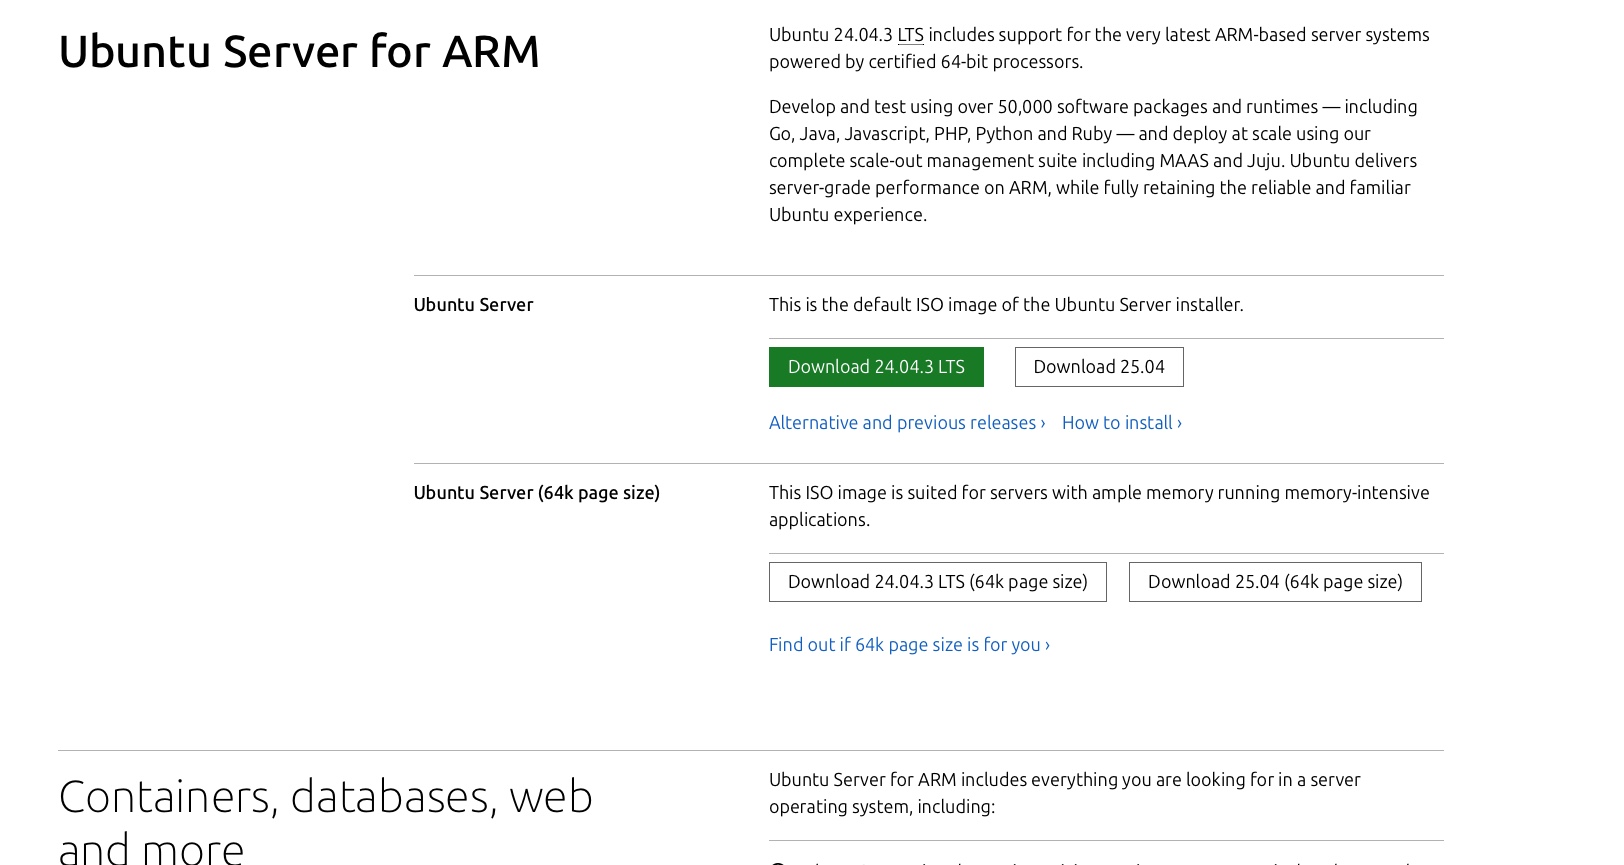 Ubuntu Server for ARM
Ubuntu 24.04.3 LTS includes support for the very latest ARM-based server systems
powered by certified 64-bit processors.
Develop and test using over 50,000 software packages and runtimes — including
Go, Java, Javascript, PHP, Python and Ruby — and deploy at scale using our
complete scale-out management suite including MAAS and Juju. Ubuntu delivers
server-grade performance on ARM, while fully retaining the reliable and familiar
Ubuntu experience.
Ubuntu Server
This is the default ISO image of the Ubuntu Server installer.
Download 24.04.3 LTS
Download 25.04
Alternative and previous releases ›
How to install ›
Ubuntu Server (64k page size)
This ISO image is suited for servers with ample memory running memory-intensive
applications.
Download 24.04.3 LTS (64k page size)
Download 25.04 (64k page size)
Find out if 64k page size is for you ›
Containers, databases, web
and more
Ubuntu Server for ARM includes everything you are looking for in a server
operating system, including: